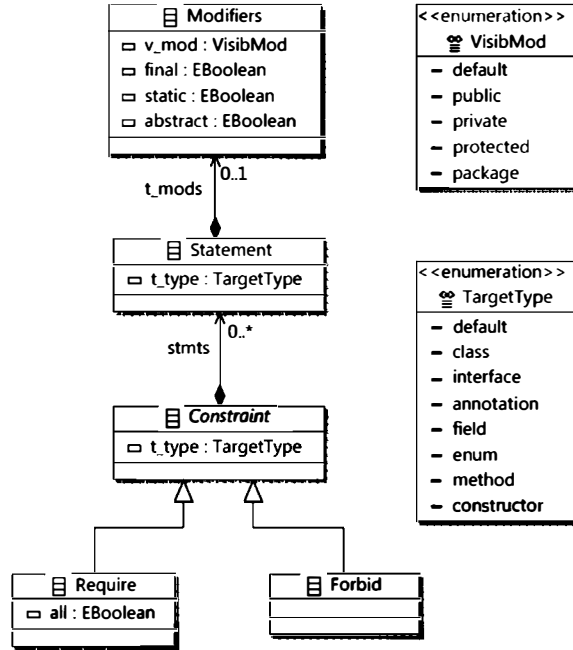 Modifiers
v_mod : VisibMod
final : EBoolean
static : EBoolean
abstract : EBoolean
<<enumeration>>
VisibMod
default
public
private
protected
package
0..1
t_mods
Statement
t_type : TargetType
0..*
stmts
<<enumeration>>
TargetType
default
class
interface
annotation
field
enum
method
constructor
Constraint
t_type : TargetType
Require
all : EBoolean
Forbid